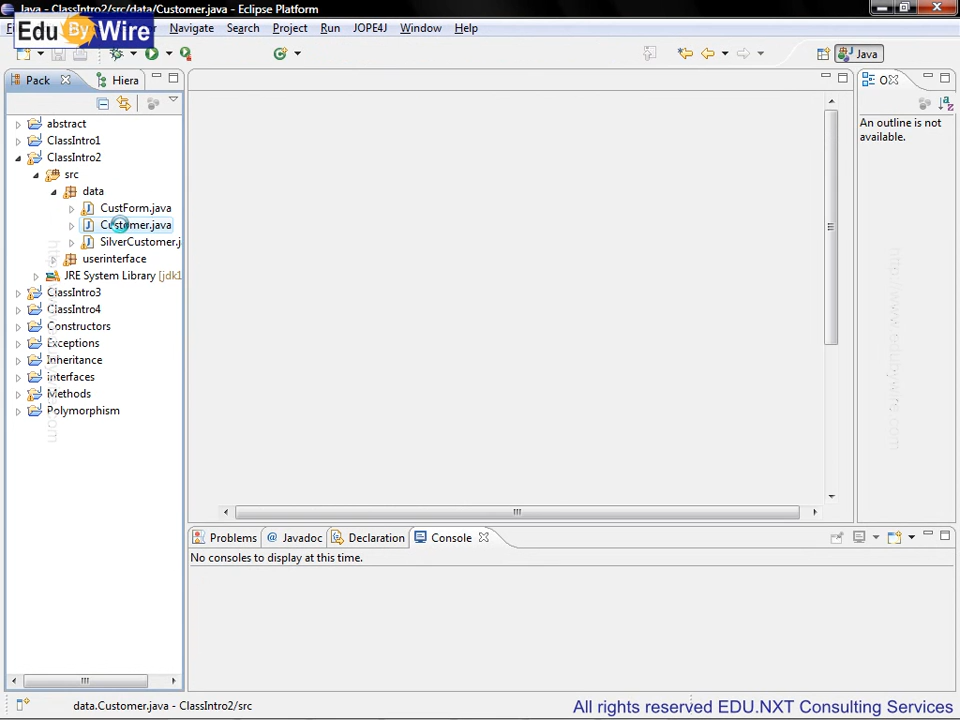 Java - ClassIntro2/src/data/Customer.java - Eclipse Platform
Edu By Wire
Navigate Search Project Run JOPE4J Window Help
Java
Pack Hiera
abstract
ClassIntro1
ClassIntro2
src
data
CustForm.java
Customer.java
SilverCustomer.j
userinterface
JRE System Library [jdk1
ClassIntro3
ClassIntro4
Constructors
Exceptions
Inheritance
interfaces
Methods
Polymorphism
An outline is not
available.
Problems @ Javadoc Declaration Console
No consoles to display at this time.
data.Customer.java - ClassIntro2/src
All rights reserved EDU.NXT Consulting Services